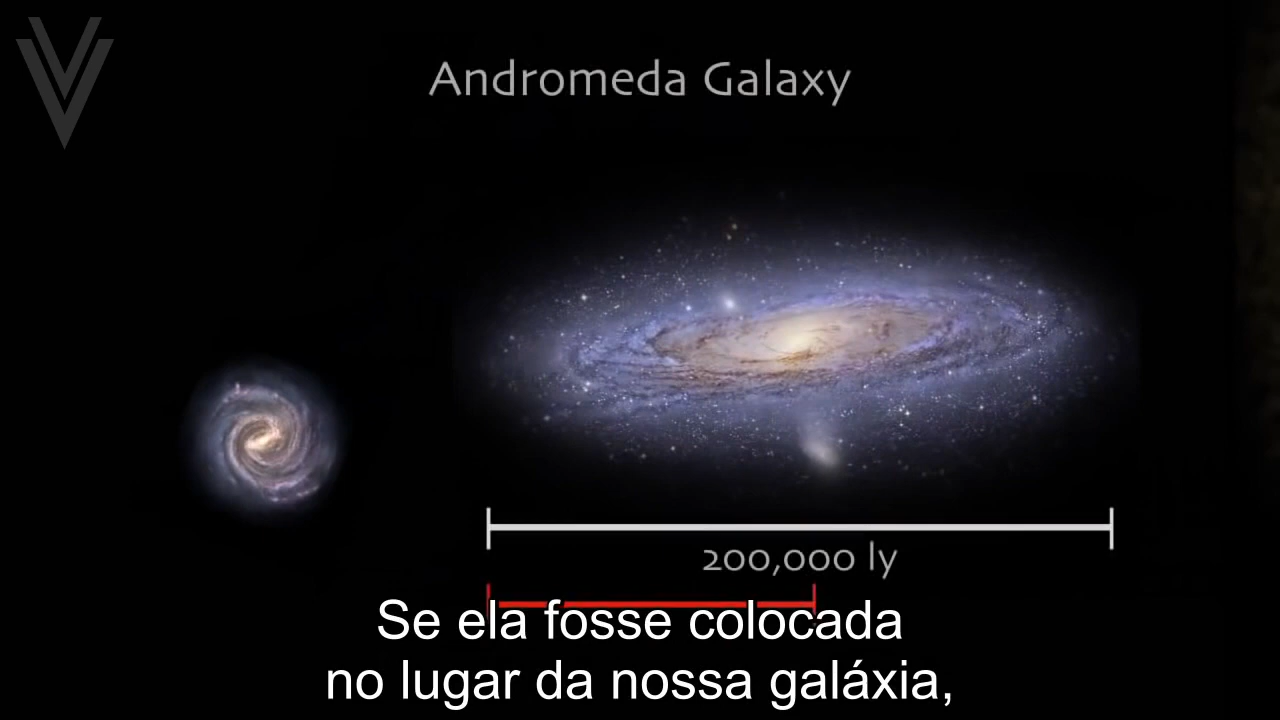 Andromeda Galaxy
200,000 ly
Se ela fosse colocada
no lugar da nossa galáxia,